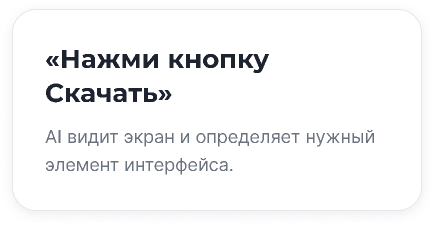 «Нажми кнопку
Скачать»
AI видит экран и определяет нужный
элемент интерфейса.